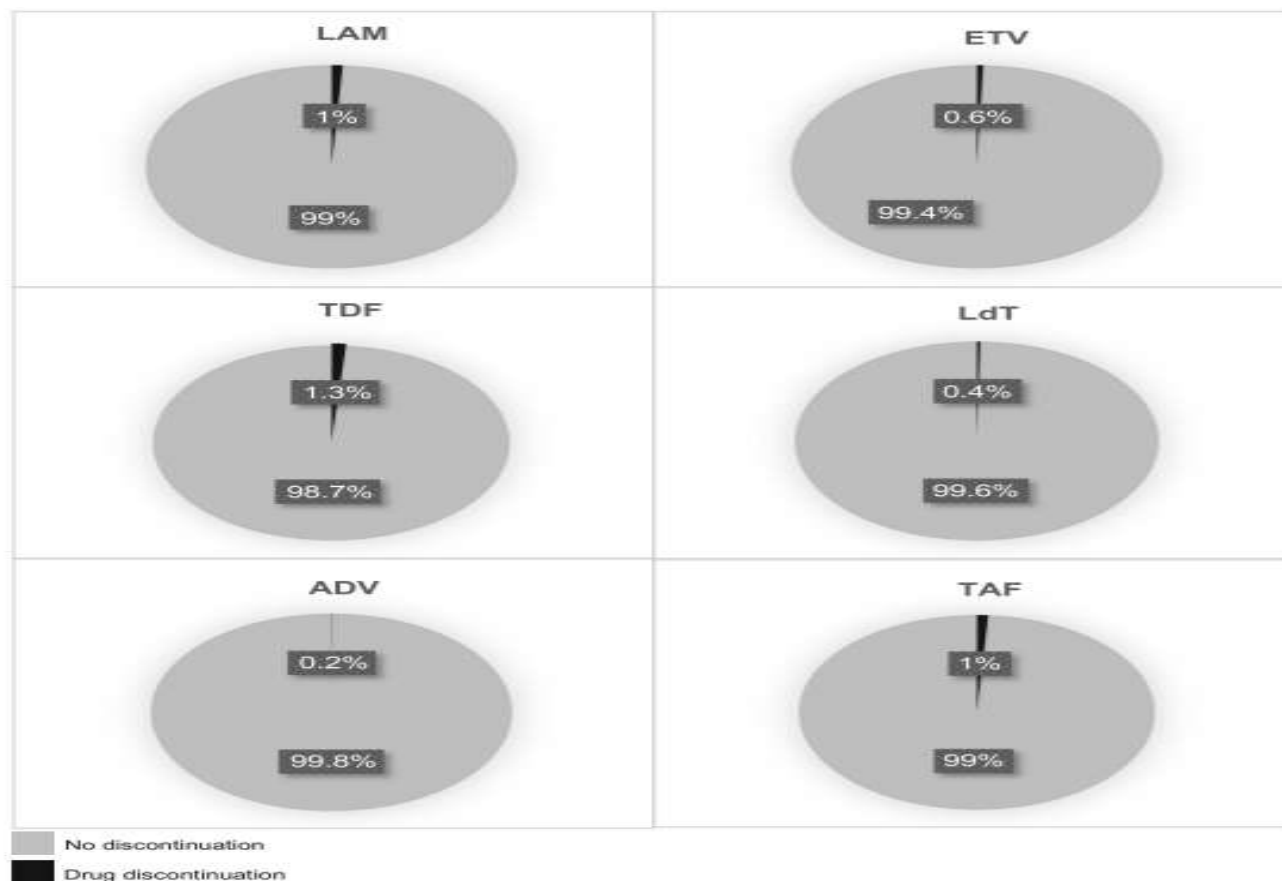 LAM
1%
99%
ETV
0.6%
99.4%
TDF
1.3%
98.7%
LdT
0.4%
99.6%
ADV
0.2%
99.8%
TAF
1%
99%
No discontinuation
Drug discontinuation